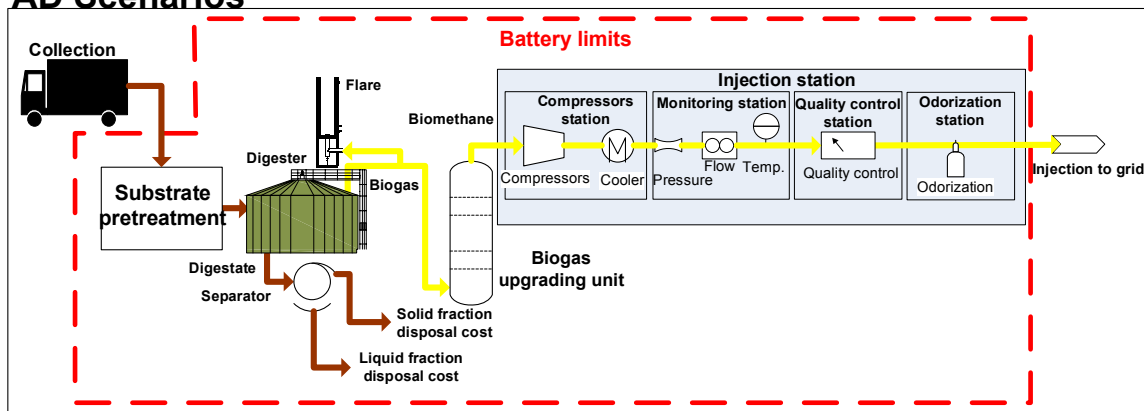 AD Scenarios
Collection
Battery limits
Flare
Injection station
Compressors
station
Monitoring station
Quality control
station
Odorization
station
Biomethane
Digester
Biogas
Compressors
Cooler
Pressure
Flow
Temp.
Quality control
Odorization
Injection to grid
Substrate
pretreatment
Digestate
Separator
Biogas
upgrading unit
Solid fraction
disposal cost
Liquid fraction
disposal cost